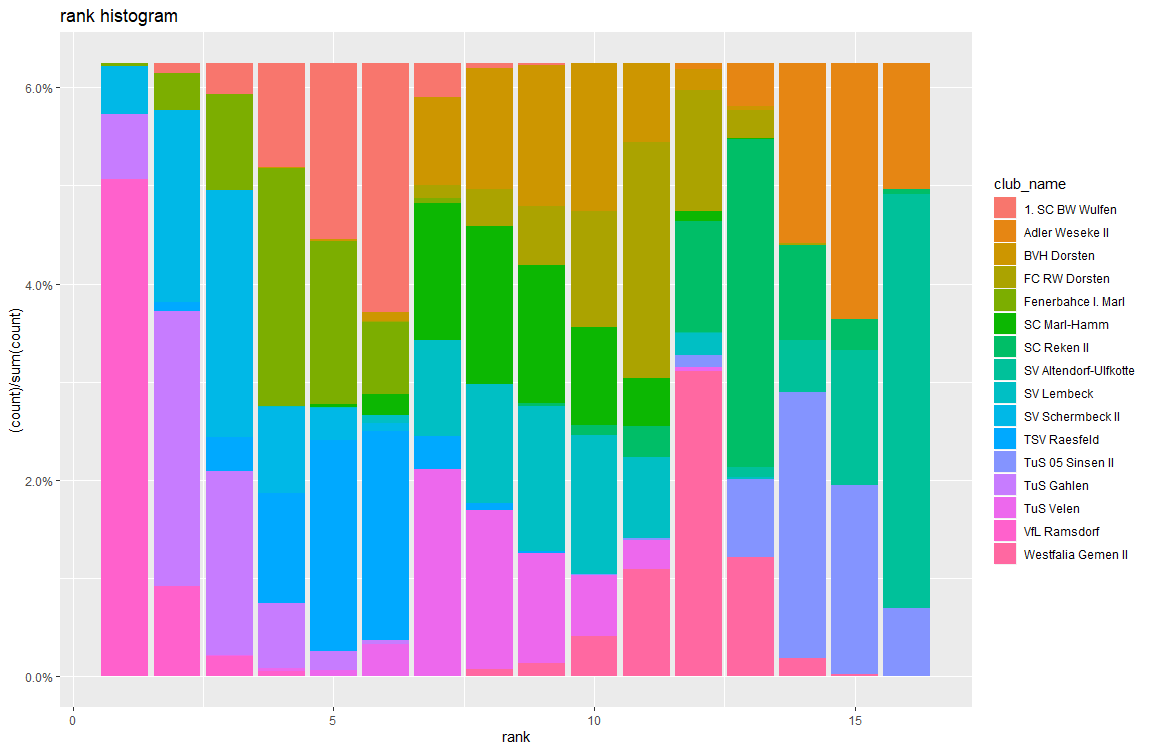 rank histogram
(count)/sum(count)
6.0%
4.0%
2.0%
0.0%
0
5
10
15
rank
club_name
1. SC BW Wulfen
Adler Weseke II
BVH Dorsten
FC RW Dorsten
Fenerbahce I. Marl
SC Marl-Hamm
SC Reken II
SV Altendorf-Ulfkotte
SV Lembeck
SV Schermbeck II
TSV Raesfeld
TuS 05 Sinsen II
TuS Gahlen
TuS Velen
VfL Ramsdorf
Westfalia Gemen II